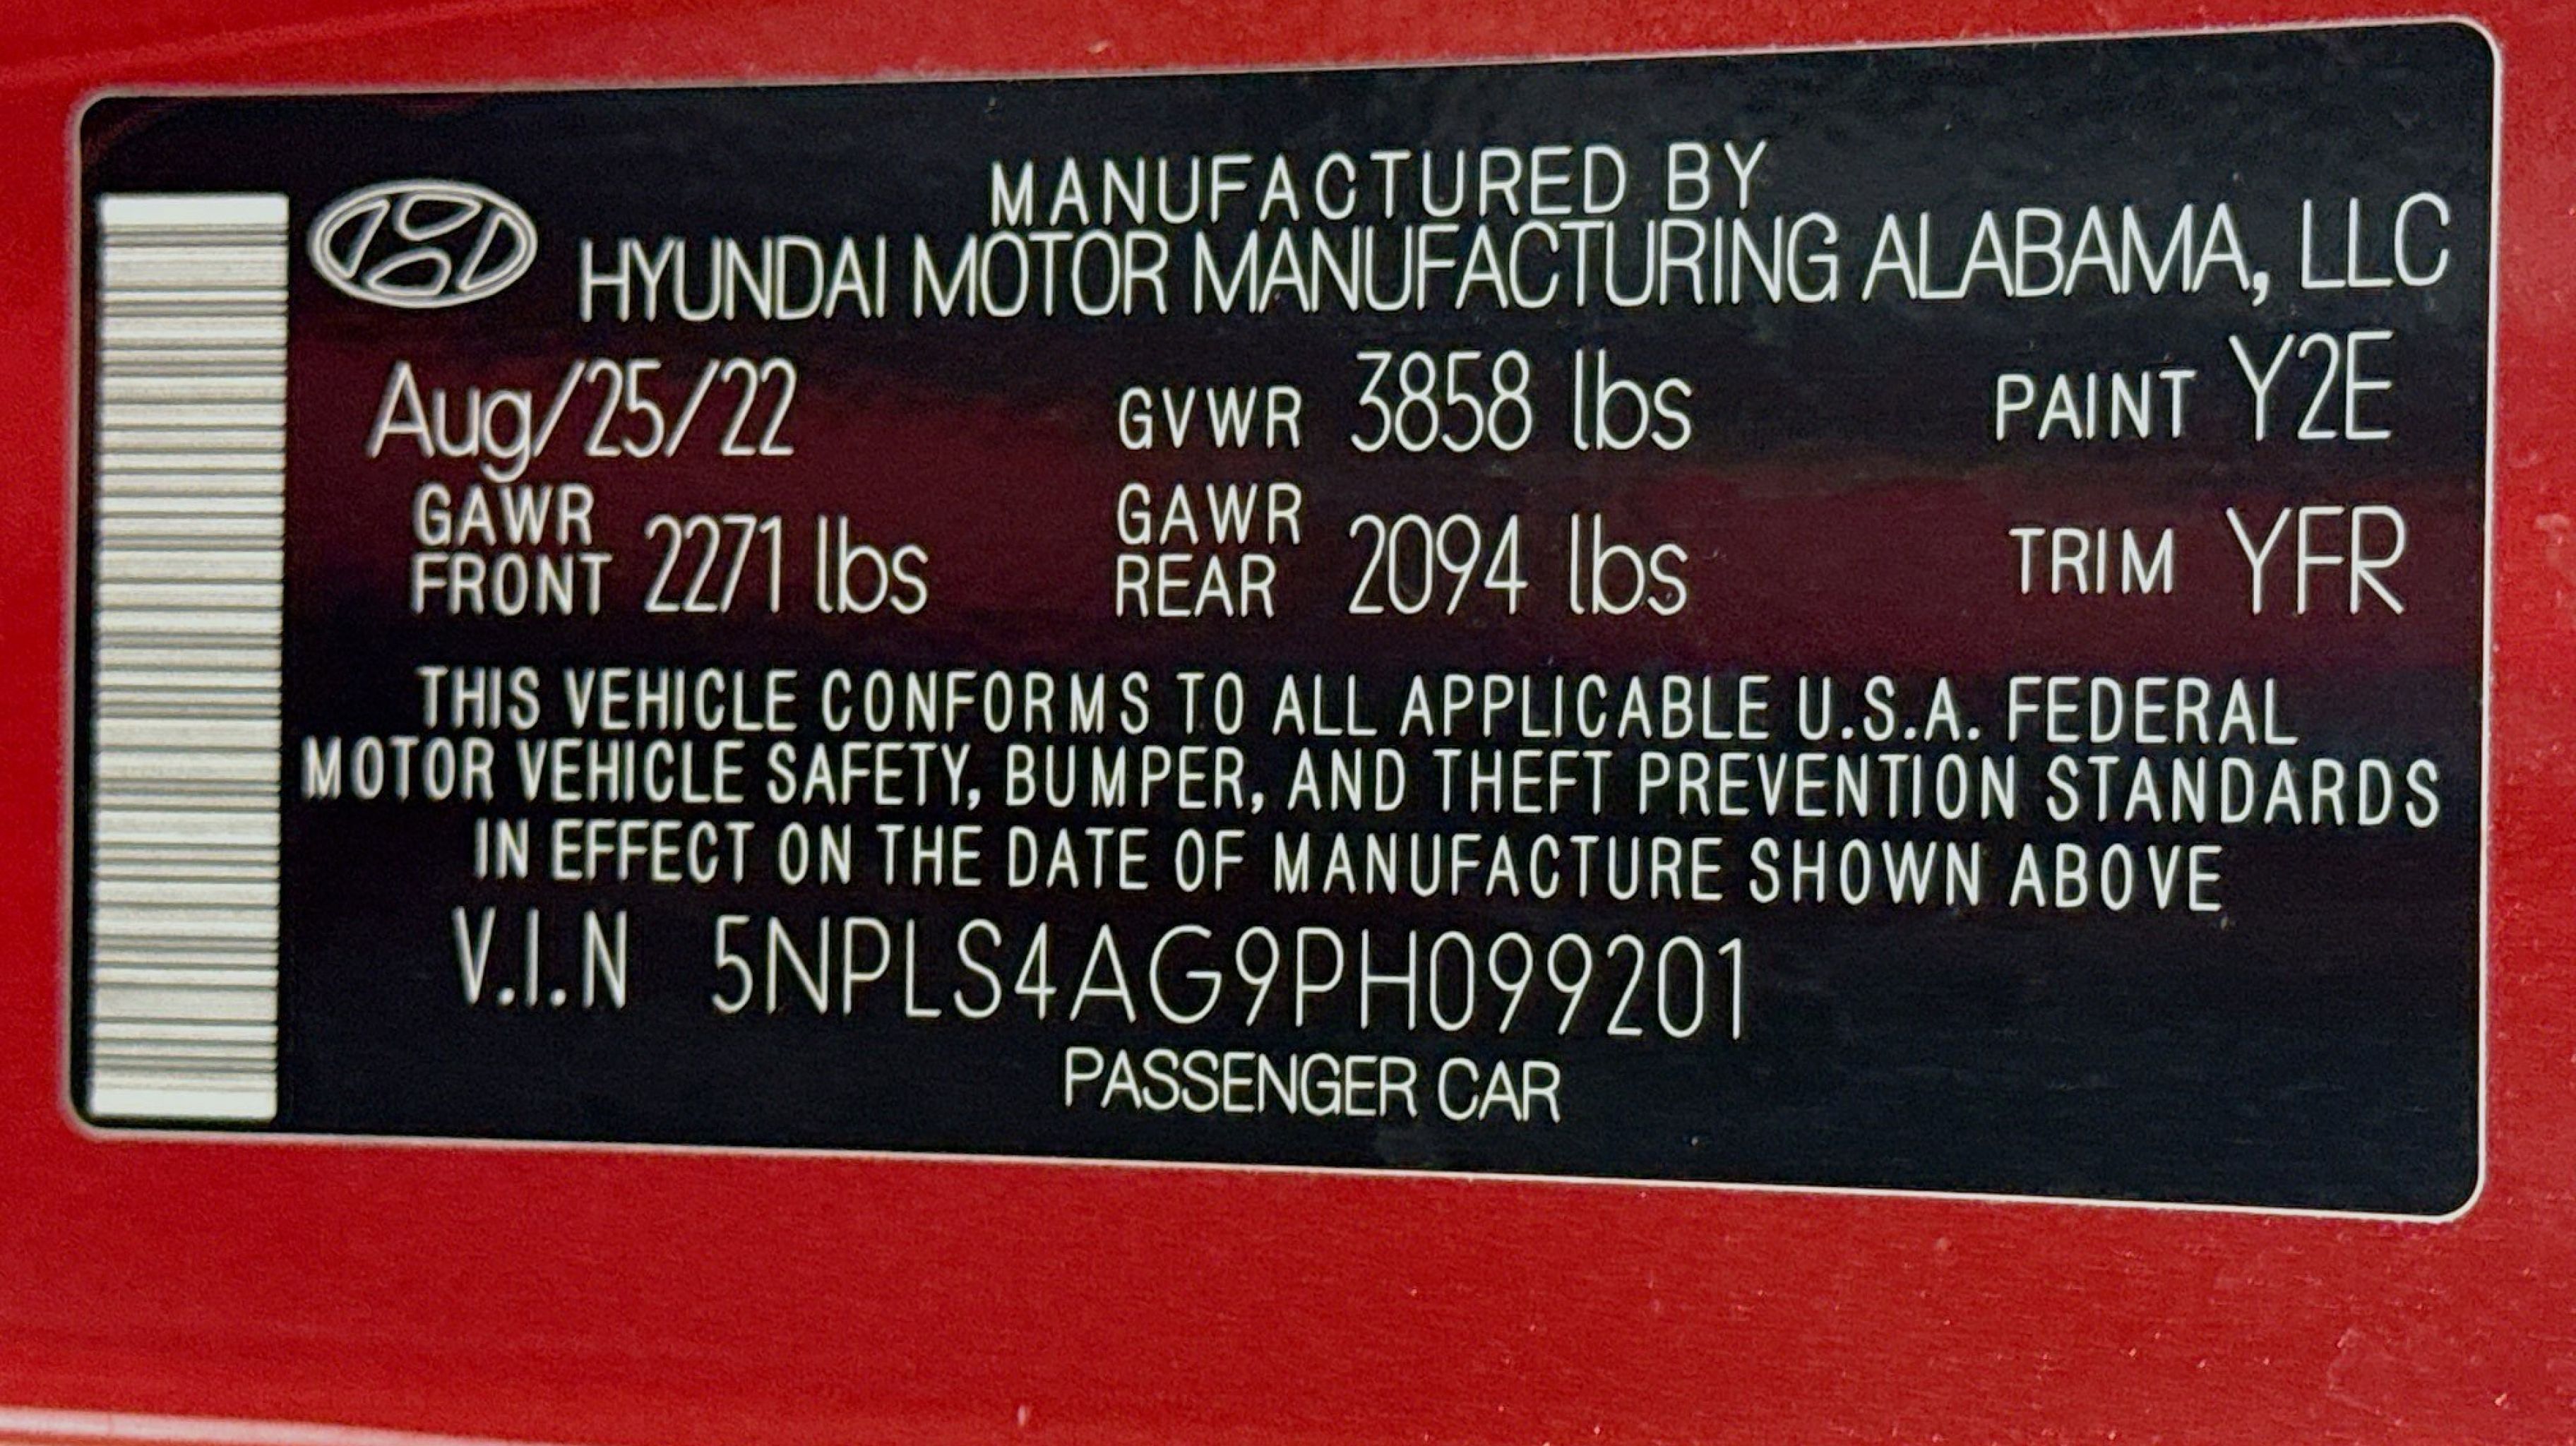 MANUFACTURED BY
HYUNDAI MOTOR MANUFACTURING ALABAMA, LLC
Aug/25/22 GVWR 3858 lbs PAINT Y2E
GAWR FRONT 2271 lbs GAWR REAR 2094 lbs TRIM YFR
THIS VEHICLE CONFORMS TO ALL APPLICABLE U.S.A. FEDERAL
MOTOR VEHICLE SAFETY, BUMPER, AND THEFT PREVENTION STANDARDS
IN EFFECT ON THE DATE OF MANUFACTURE SHOWN ABOVE
V.I.N 5NPLS4AG9PH099201
PASSENGER CAR